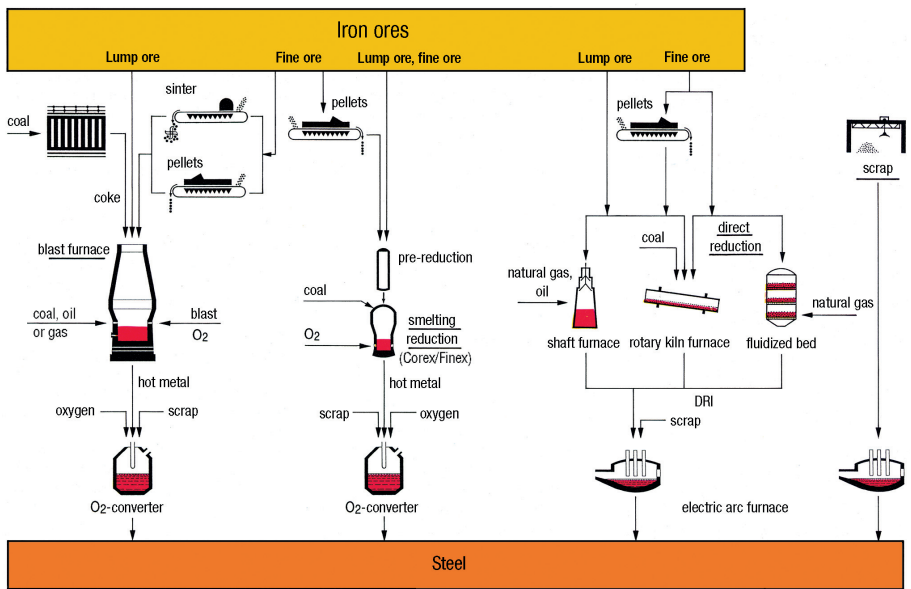 Iron ores
Lump ore
Fine ore
Lump ore, fine ore
Lump ore
Fine ore
sinter
pellets
pellets
coal
pellets
scrap
coke
blast furnace
pre-reduction
coal
direct
reduction
natural gas,
oil
coal
natural gas
coal, oil
or gas
blast
O2
O2
smelting
reduction
(Corex/Finex)
shaft furnace
rotary kiln furnace
fluidized bed
hot metal
hot metal
DRI
oxygen
scrap
scrap
oxygen
scrap
O2-converter
O2-converter
electric arc furnace
Steel